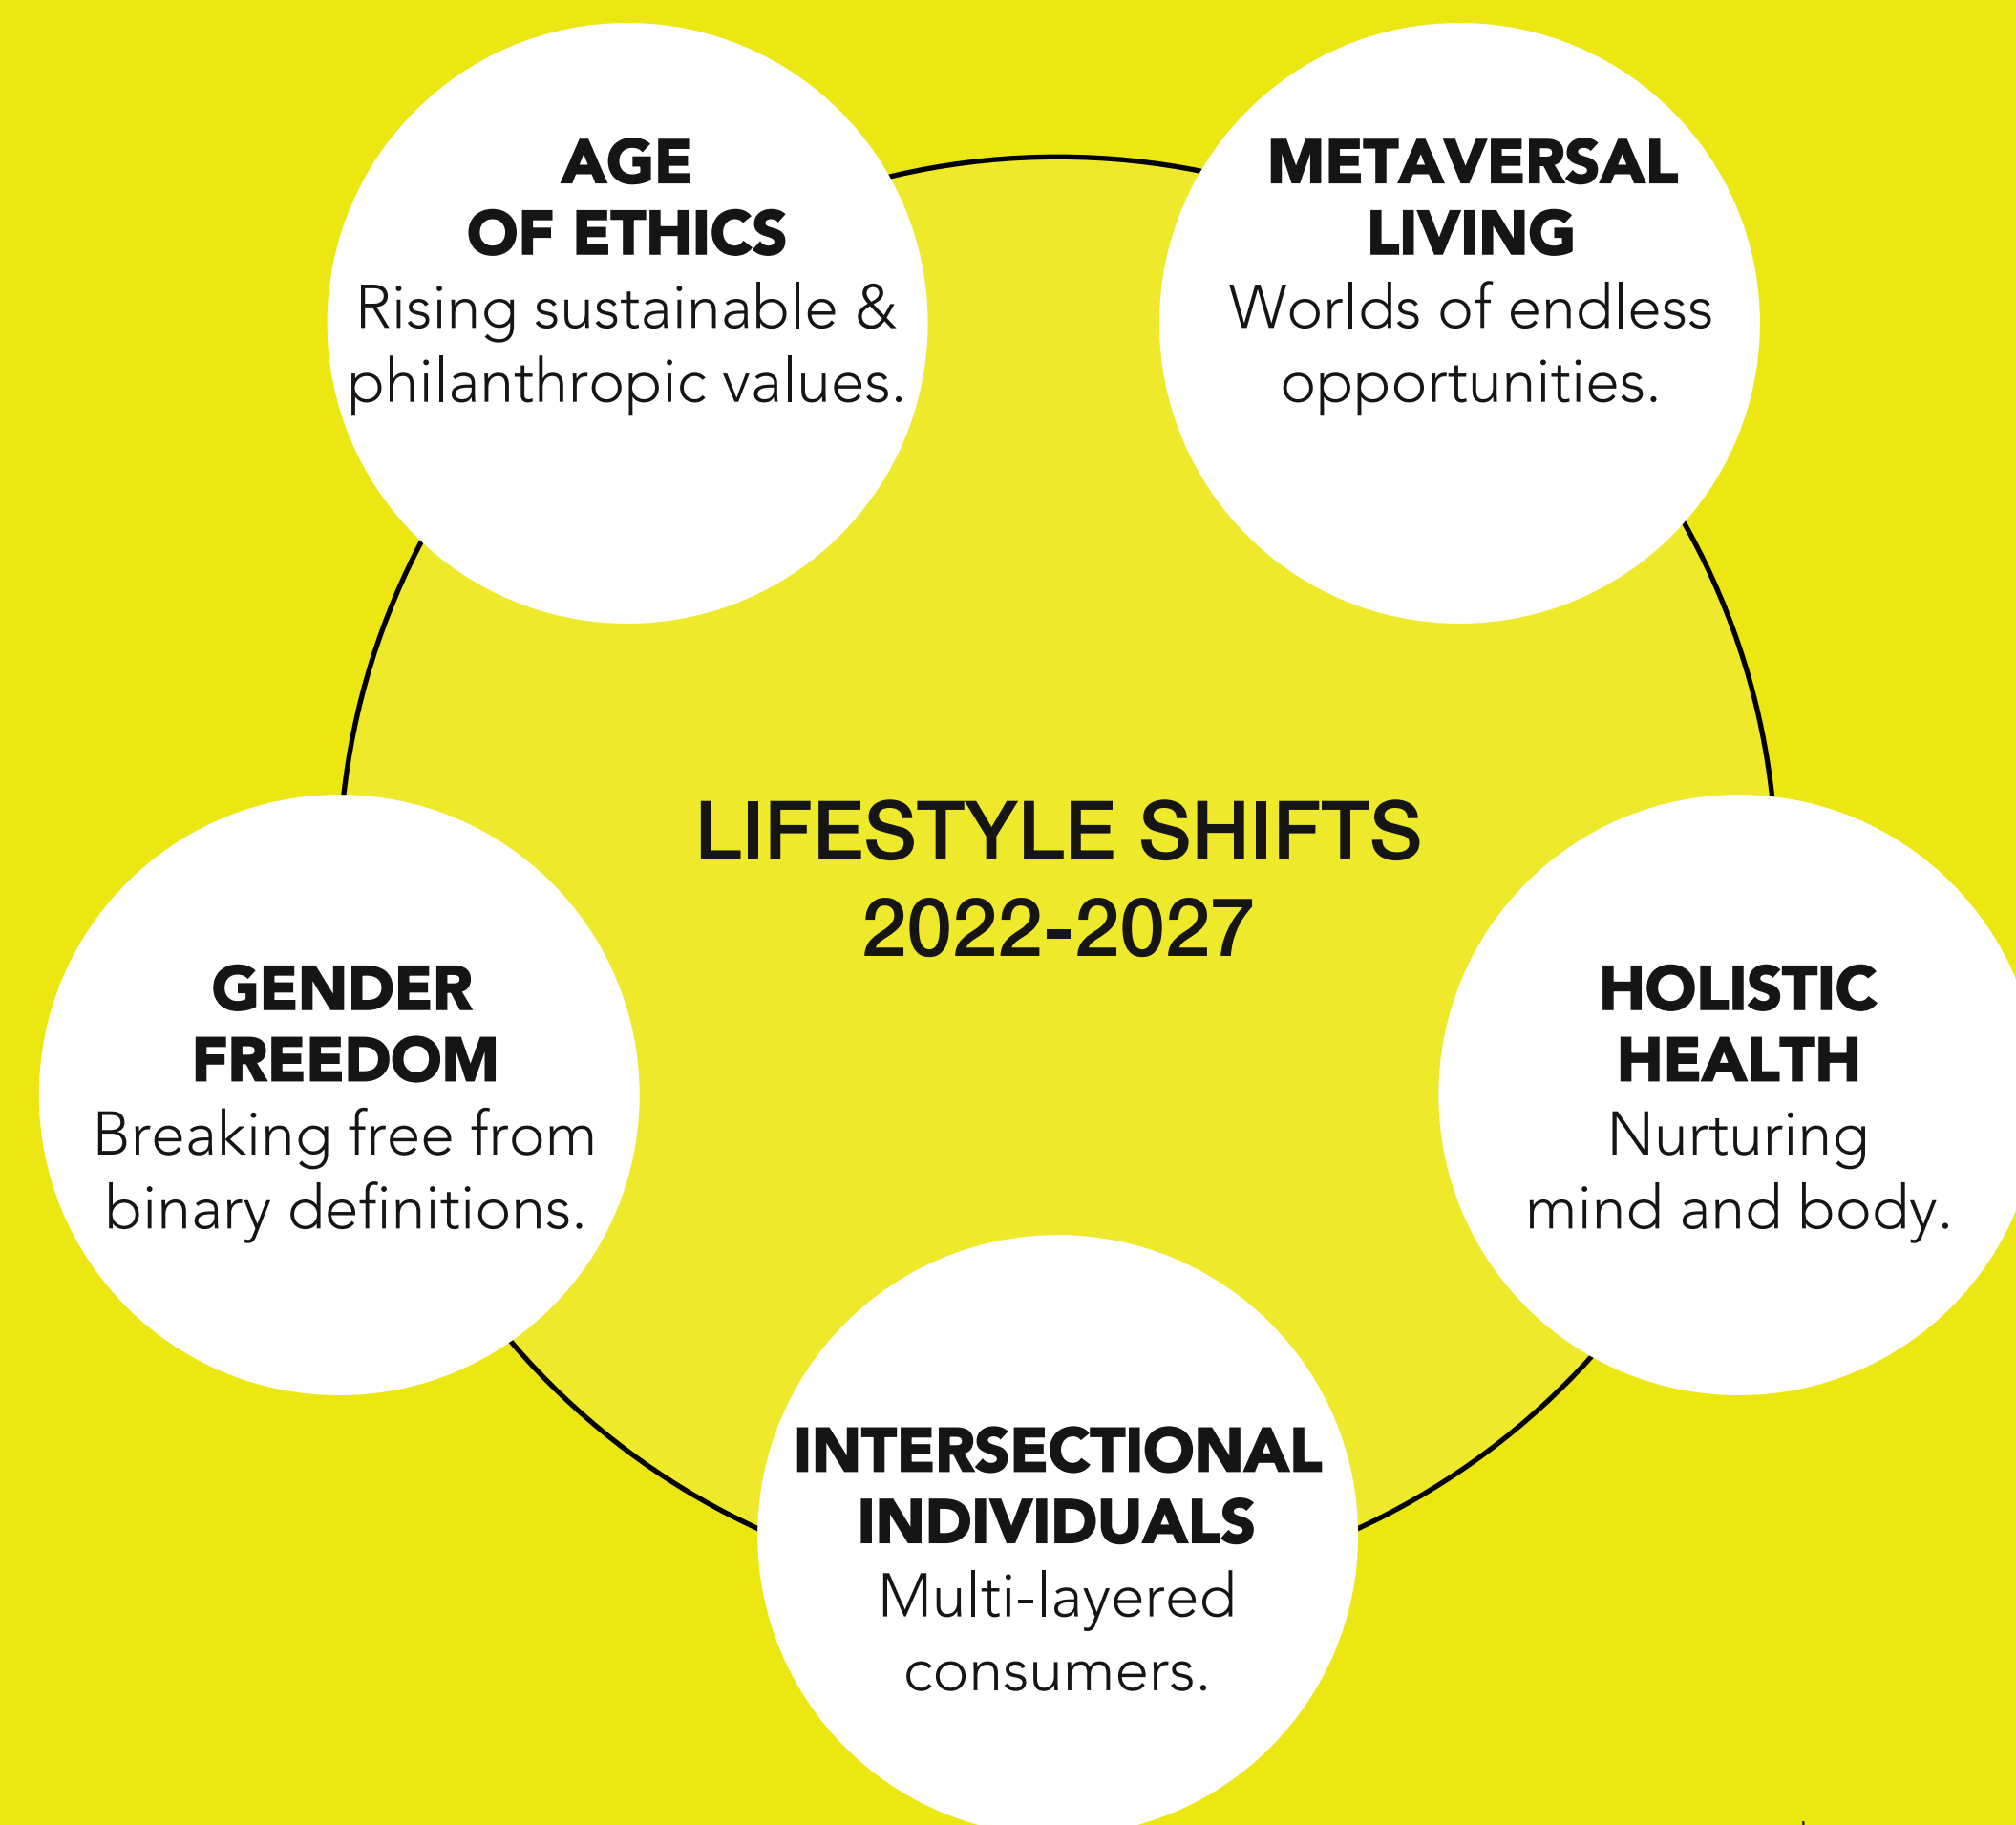 AGE
OF ETHICS
Rising sustainable &
philanthropic values.
METAVERSAL
LIVING
Worlds of endless
opportunities.
LIFESTYLE SHIFTS
2022-2027
GENDER
FREEDOM
Breaking free from
binary definitions.
HOLISTIC
HEALTH
Nurturing
mind and body.
INTERSECTIONAL
INDIVIDUALS
Multi-layered
consumers.